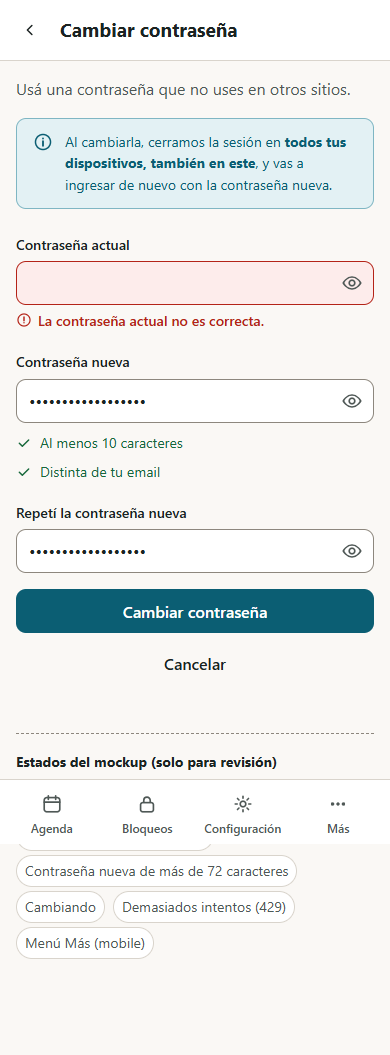 Cambiar contraseña
Usá una contraseña que no uses en otros sitios.
Al cambiarla, cerramos la sesión en todos tus
dispositivos, también en este, y vas a
ingresar de nuevo con la contraseña nueva.
Contraseña actual
La contraseña actual no es correcta.
Contraseña nueva
••••••••••••••••••
Al menos 10 caracteres
Distinta de tu email
Repetí la contraseña nueva
••••••••••••••••••
Cambiar contraseña
Cancelar
Estados del mockup (solo para revisión)
Agenda Bloqueos Configuración Más
Contraseña nueva de más de 72 caracteres
Cambiando Demasiados intentos (429)
Menú Más (mobile)